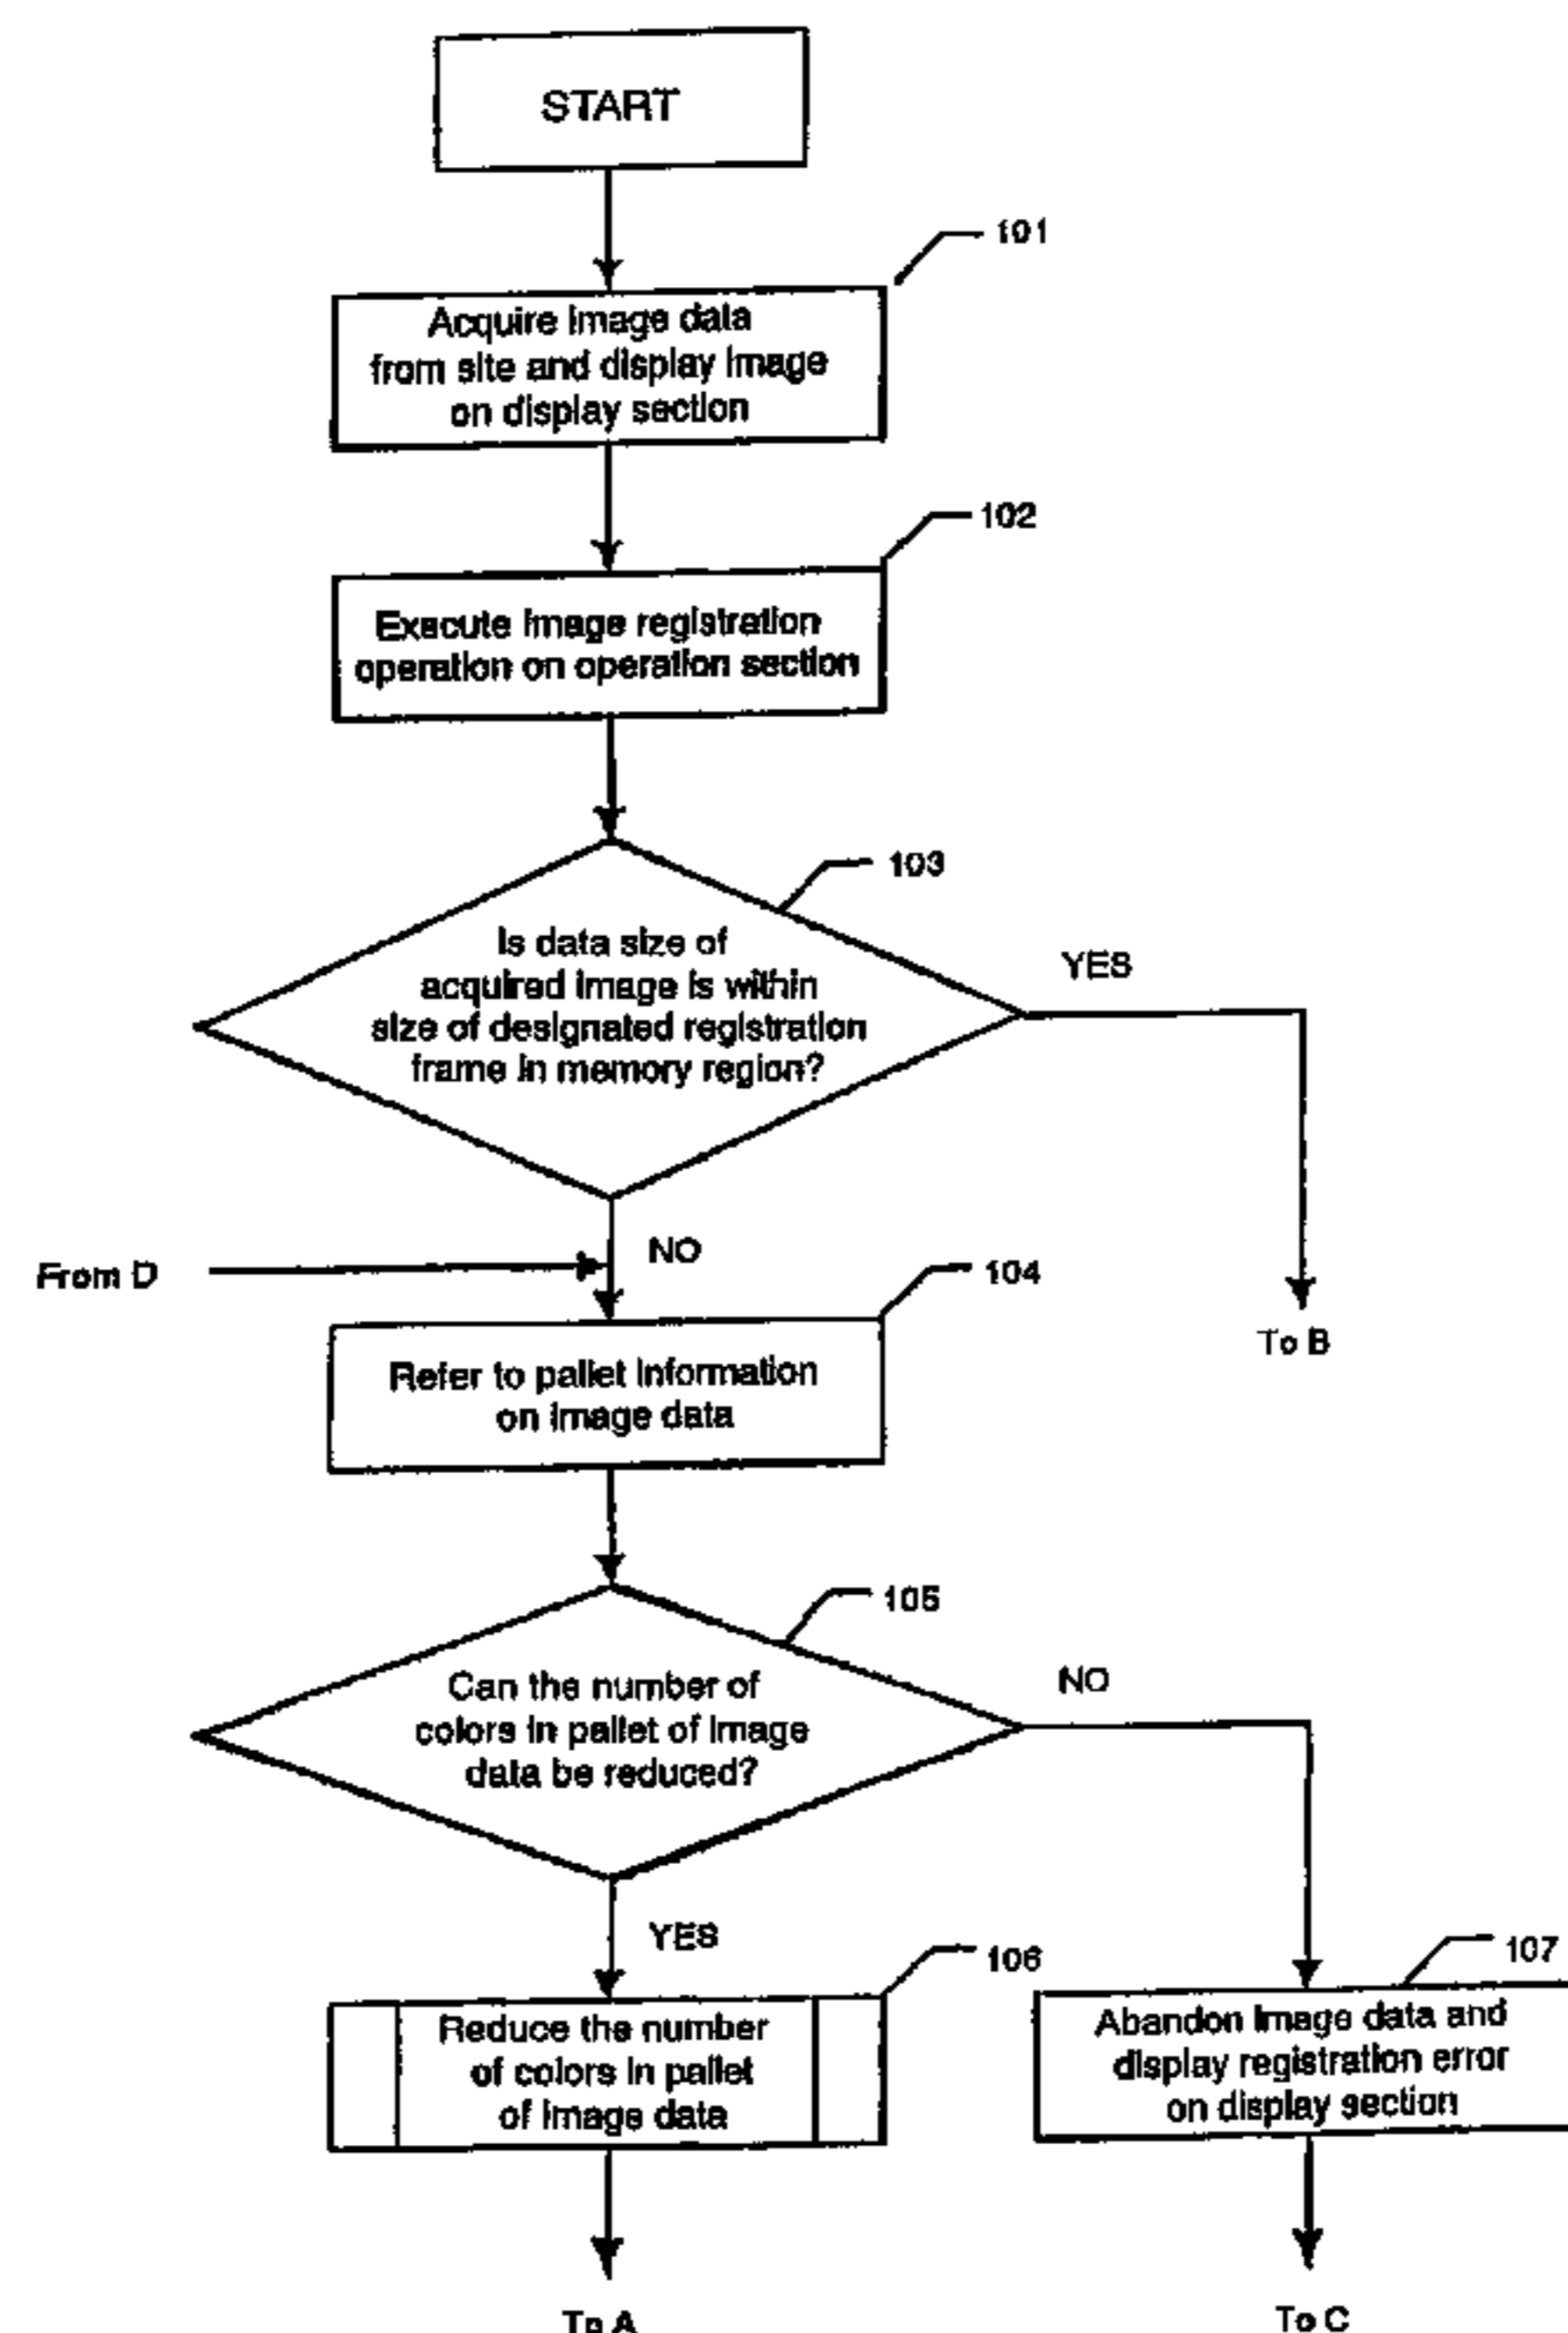 START
101
Acquire image data
from site and display image
on display section
102
Execute image registration
operation on operation section
103
Is data size of
acquired image is within
size of designated registration
frame in memory region?
YES
NO
From D
104
To B
Refer to pallet information
on image data
105
Can the number of
colors in pallet of image
data be reduced?
NO
YES
106
107
Reduce the number
of colors in pallet
of image data
Abandon image data and
display registration error
on display section
To A
To C